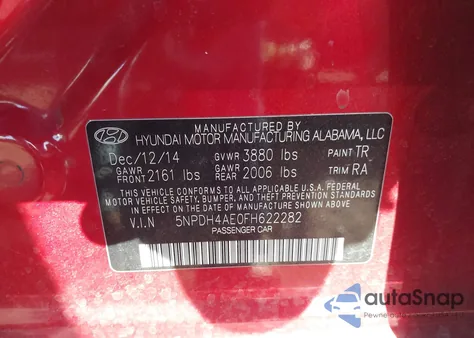 MANUFACTURED BY
HYUNDAI MOTOR MANUFACTURING ALABAMA, LLC
Dec/12/14 GVWR 3880 lbs PAINT TR
GAWR FRONT 2161 lbs GAWR REAR 2006 lbs TRIM RA
THIS VEHICLE CONFORMS TO ALL APPLICABLE U.S.A. FEDERAL
MOTOR VEHICLE SAFETY, BUMPER, AND THEFT PREVENTION
STANDARDS IN EFFECT ON THE DATE OF MANUFACTURE SHOWN ABOVE.
V.I.N 5NPDH4AE0FH622282
PASSENGER CAR
autoSnap